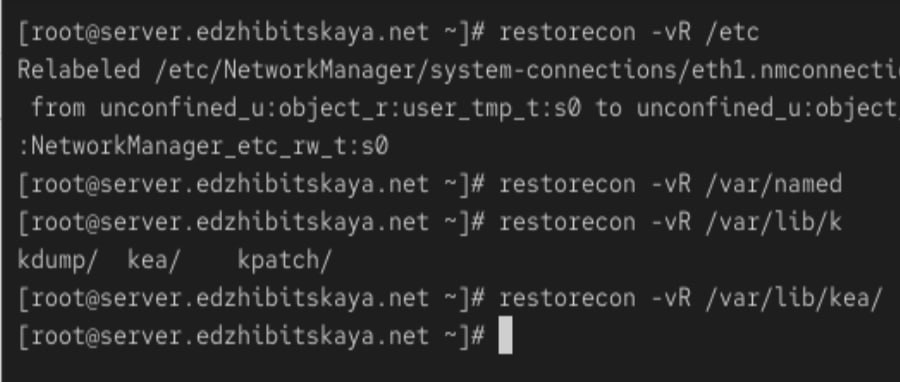 [root@server.edzhibitskaya.net ~]# restorecon -vR /etc
Relabeled /etc/NetworkManager/system-connections/eth1.nmconnecti
 from unconfined_u:object_r:user_tmp_t:s0 to unconfined_u:object_
:NetworkManager_etc_rw_t:s0
[root@server.edzhibitskaya.net ~]# restorecon -vR /var/named
[root@server.edzhibitskaya.net ~]# restorecon -vR /var/lib/k
kdump/  kea/    kpatch/
[root@server.edzhibitskaya.net ~]# restorecon -vR /var/lib/kea/
[root@server.edzhibitskaya.net ~]#